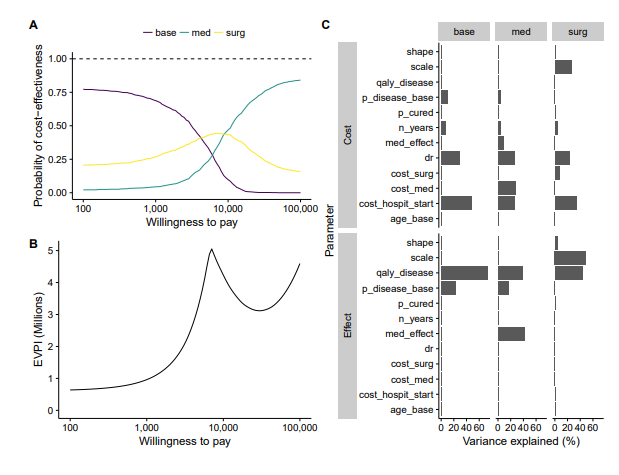 A
base med surg
Probability of cost−effectiveness
1.00
0.75
0.50
0.25
0.00
100 1,000 10,000 100,000
Willingness to pay
B
EVPI (Millions)
5
4
3
2
1
0
100 1,000 10,000 100,000
Willingness to pay
C
base med surg
Parameter
Cost
shape
scale
qaly_disease
p_disease_base
p_cured
n_years
med_effect
dr
cost_surg
cost_med
cost_hospit_start
age_base
Effect
shape
scale
qaly_disease
p_disease_base
p_cured
n_years
med_effect
dr
cost_surg
cost_med
cost_hospit_start
age_base
0 20 40 60 0 20 40 60 0 20 40 60
Variance explained (%)